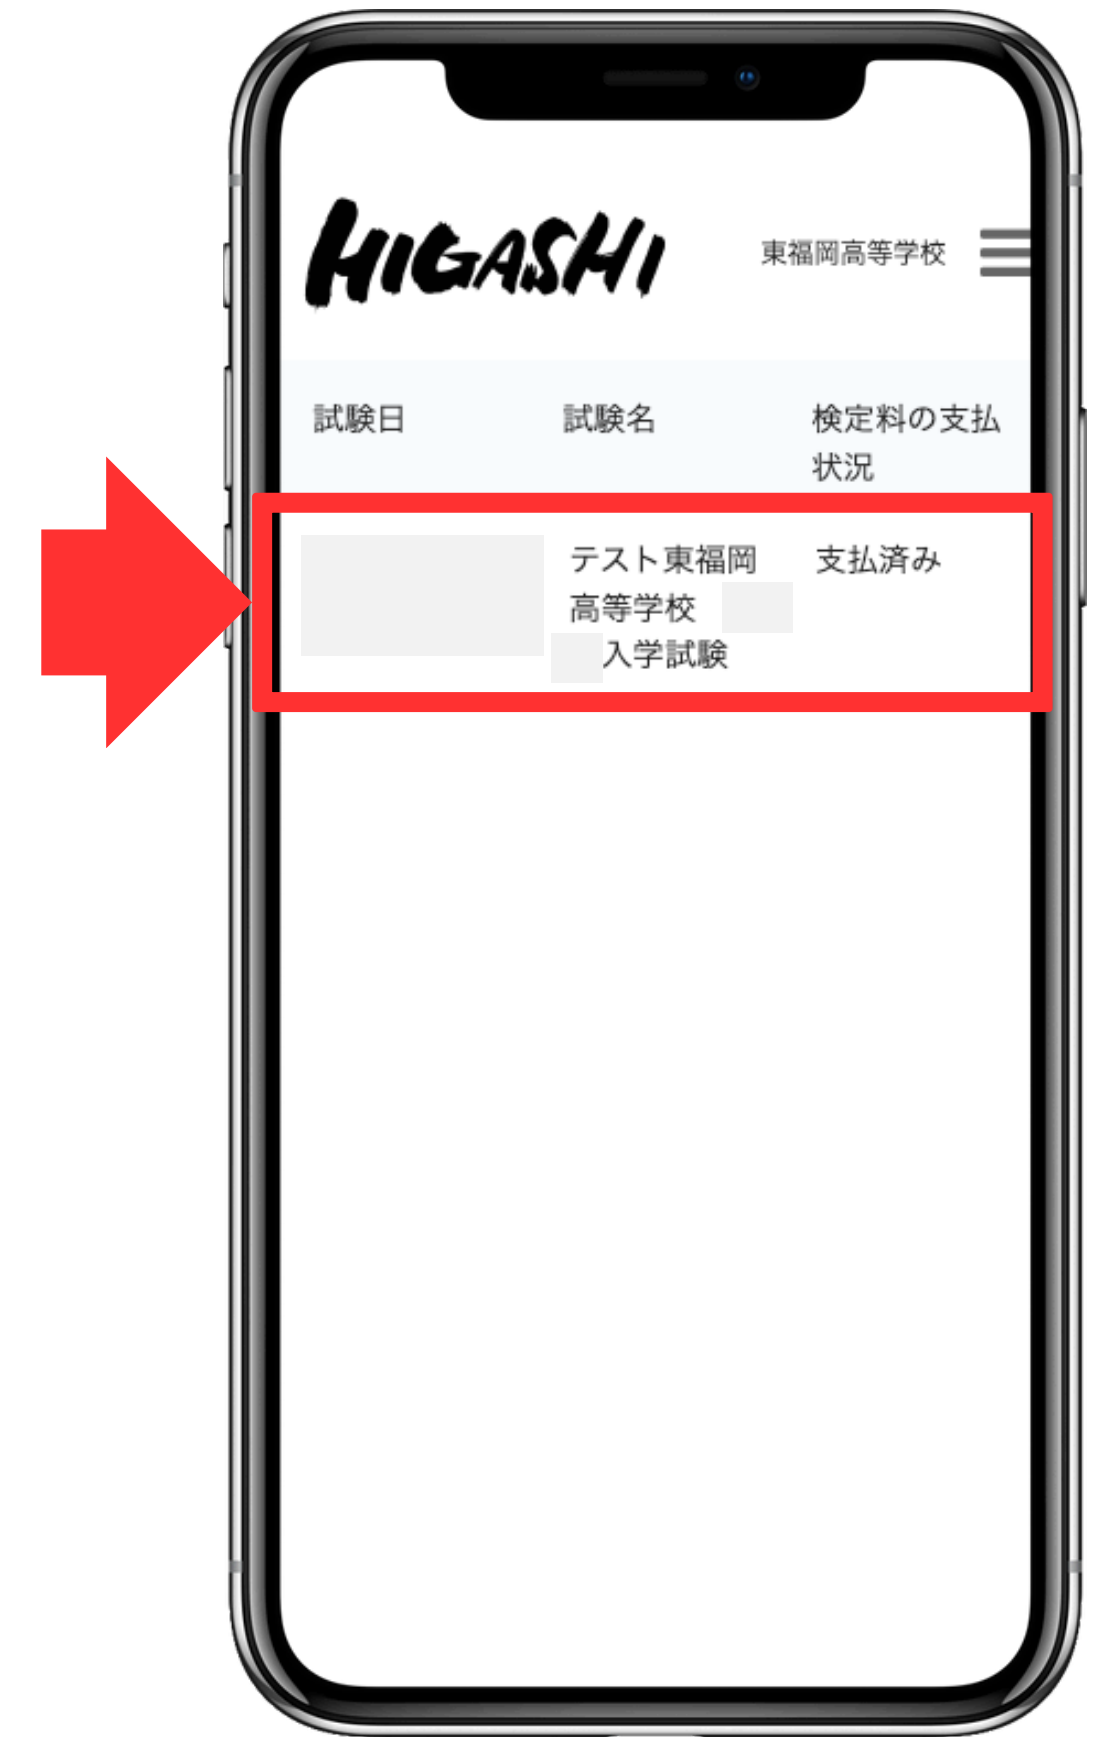 HIGASHI
東福岡高等学校
試験日
試験名
検定料の支払
状況
テスト東福岡
高等学校
入学試験
支払済み